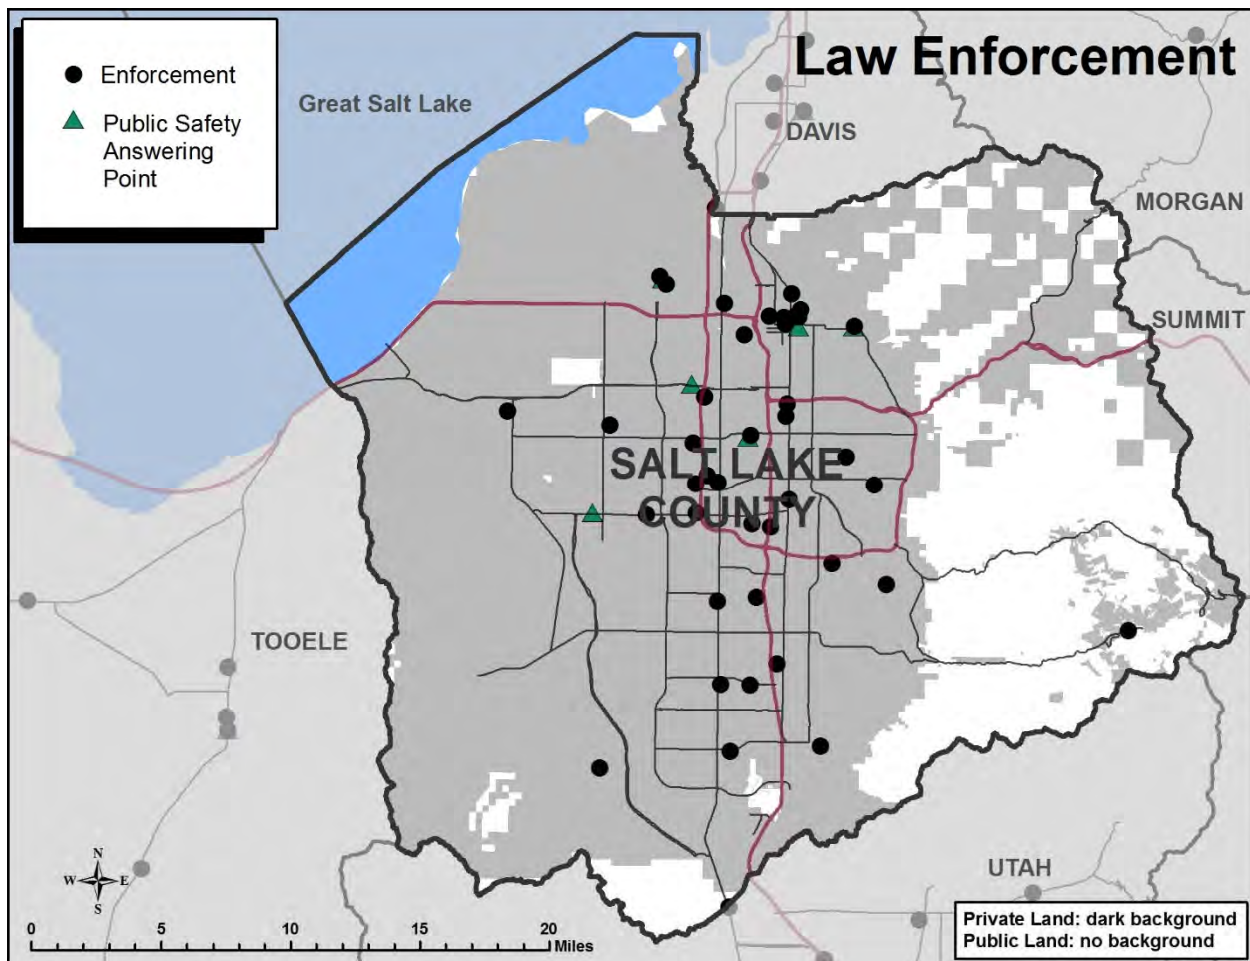 Law Enforcement
Enforcement
Public Safety
Answering
Point
Great Salt Lake
DAVIS
MORGAN
SUMMIT
SALT LAKE
COUNTY
TOOELE
UTAH
N
W E
S
0 5 10 15 20
Miles
Private Land: dark background
Public Land: no background